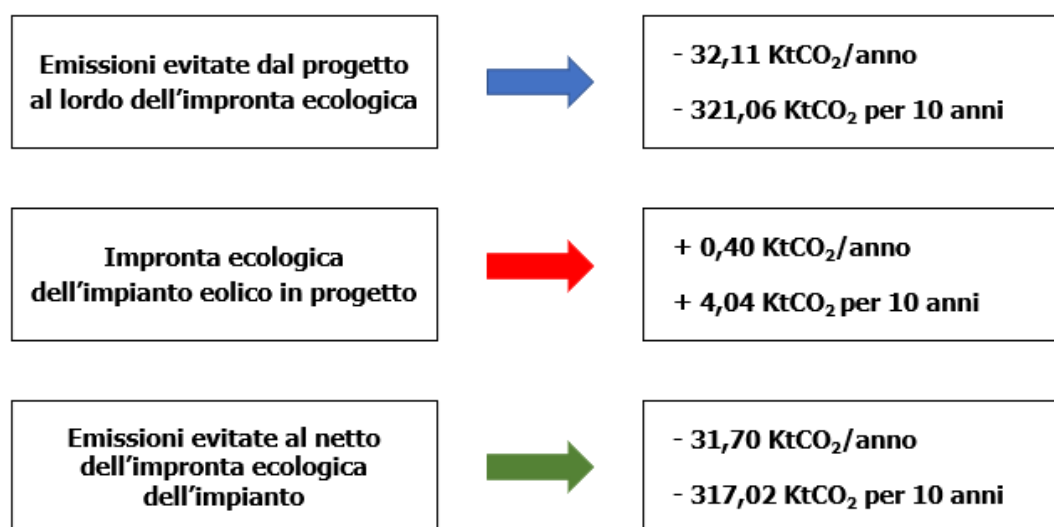 Emissioni evitate dal progetto
al lordo dell'impronta ecologica
- 32,11 KtCO₂/anno
- 321,06 KtCO₂ per 10 anni
Impronta ecologica
dell'impianto eolico in progetto
+ 0,40 KtCO₂/anno
+ 4,04 KtCO₂ per 10 anni
Emissioni evitate al netto
dell'impronta ecologica
dell'impianto
- 31,70 KtCO₂/anno
- 317,02 KtCO₂ per 10 anni